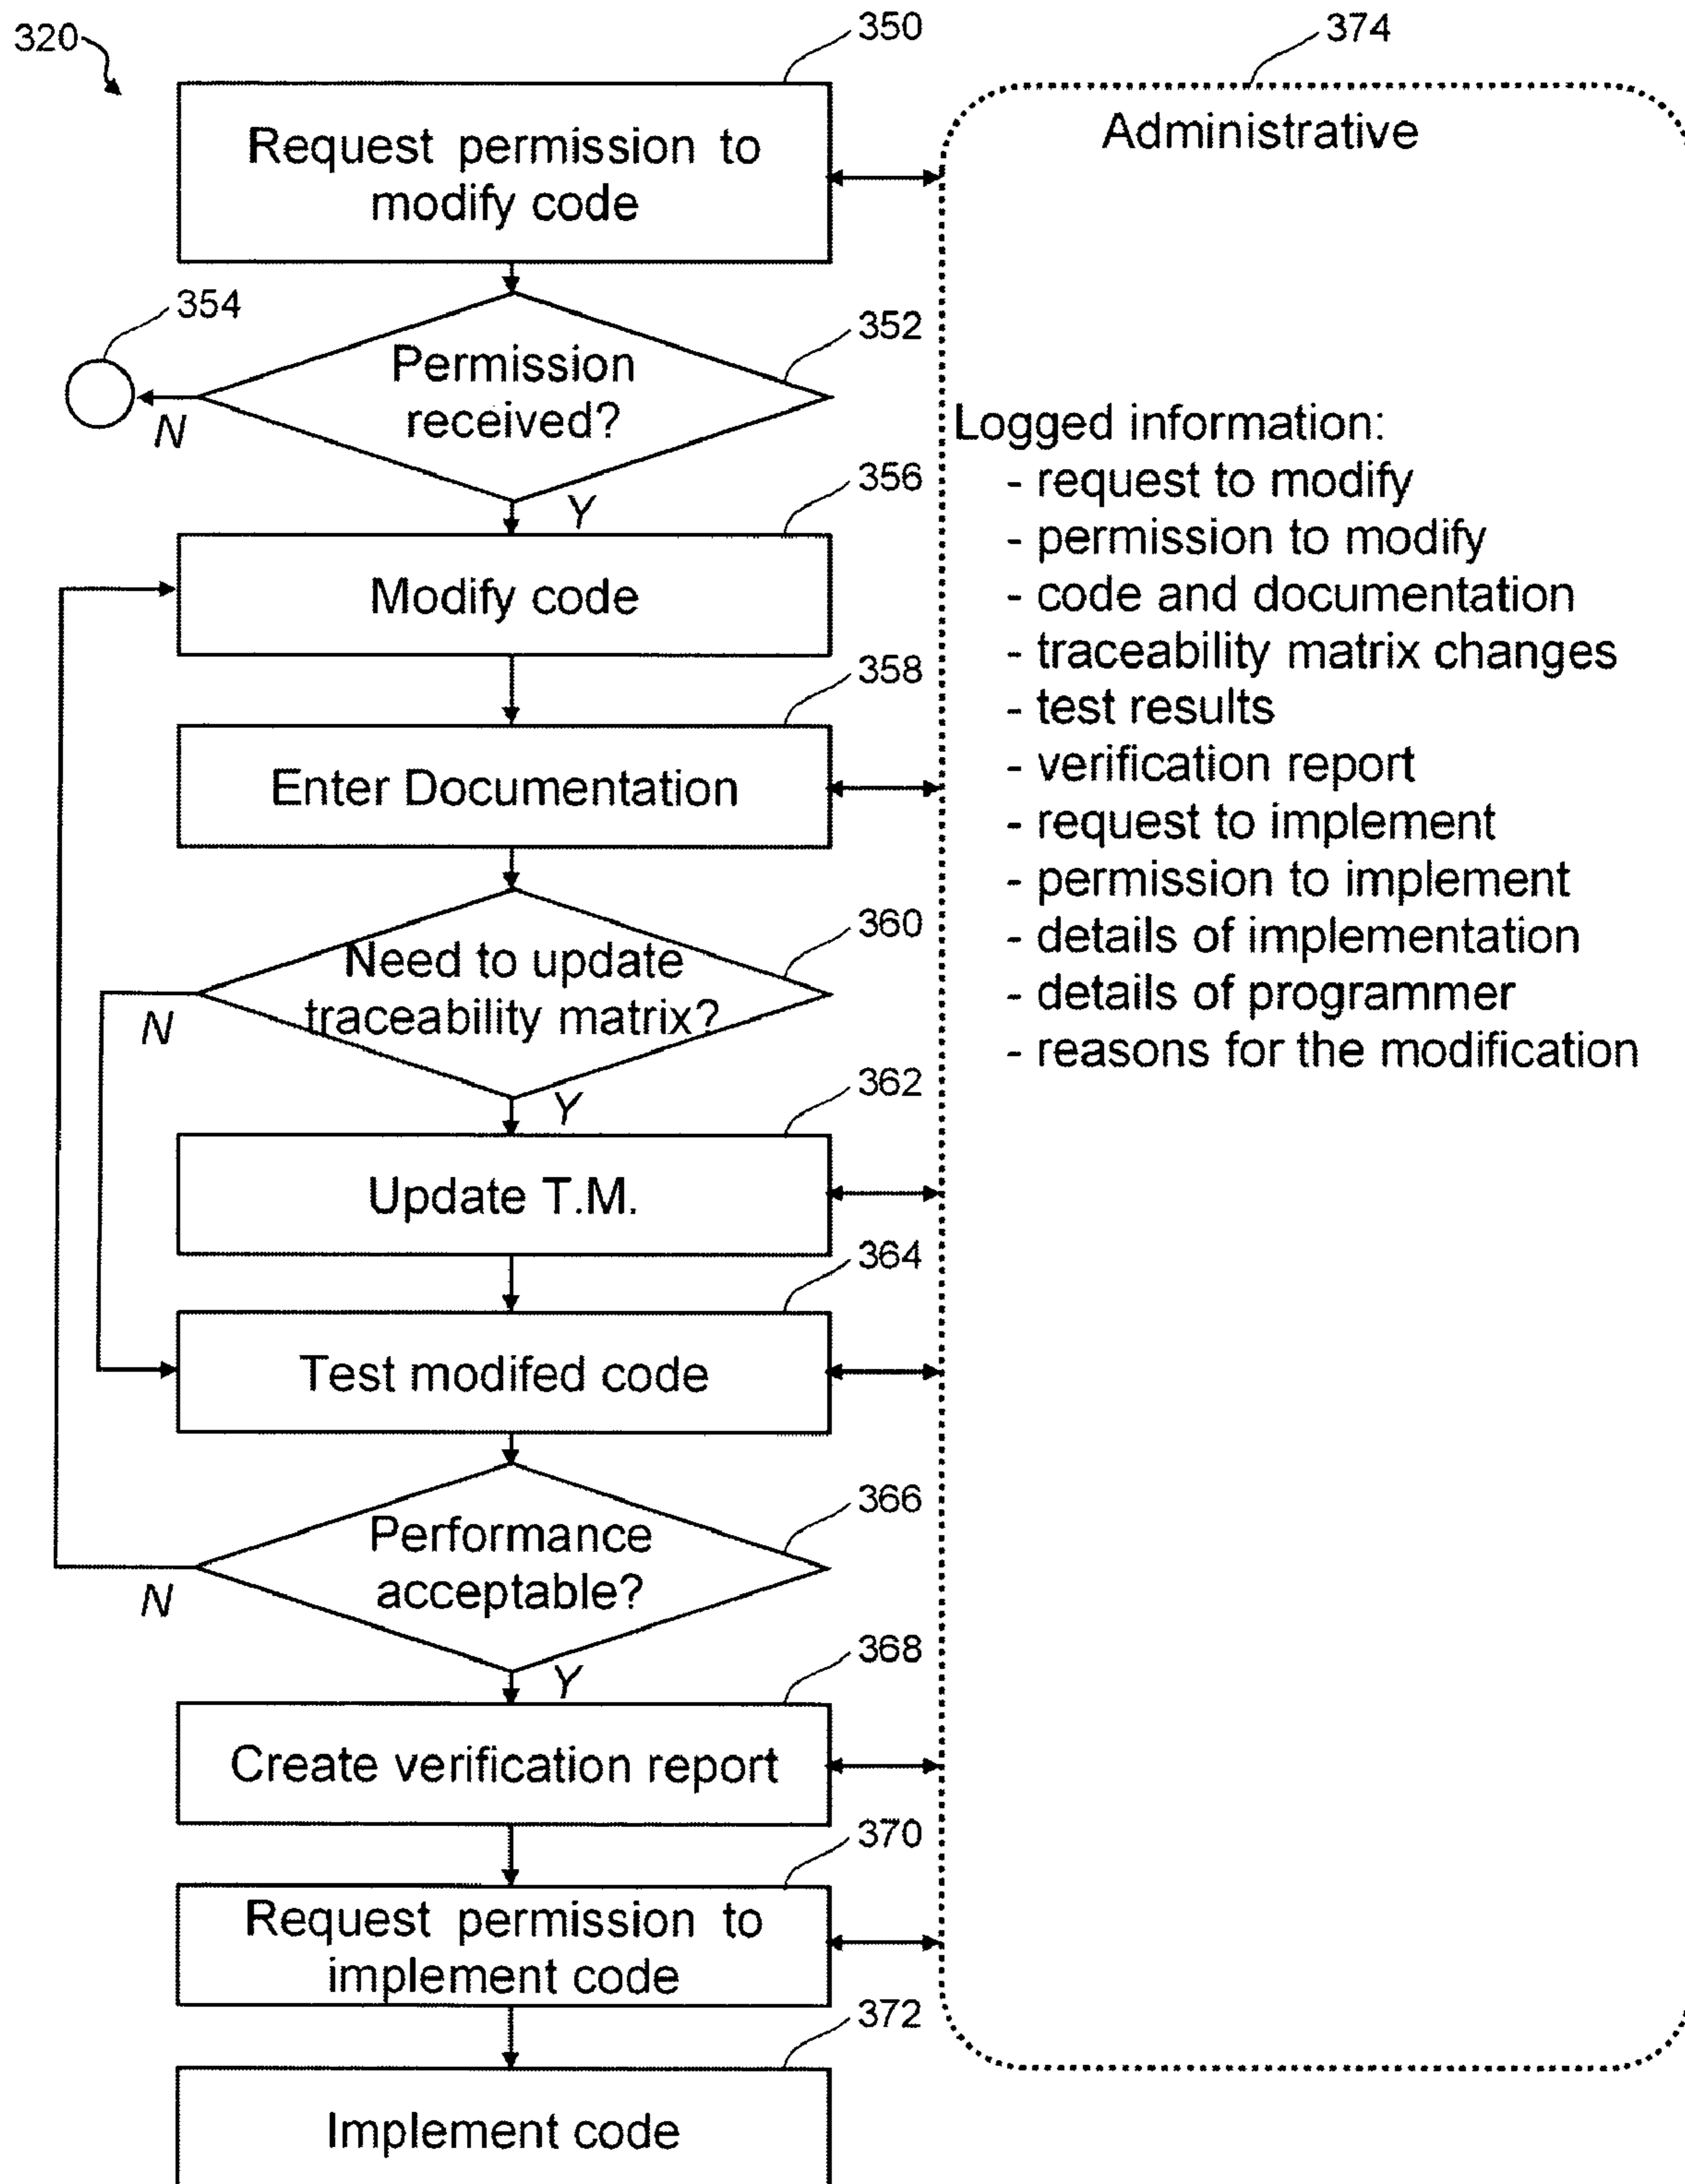 320
350
374
Request permission to
modify code
Administrative
354
352
Permission
received?
N
Y
Logged information:
- request to modify
- permission to modify
- code and documentation
- traceability matrix changes
- test results
- verification report
- request to implement
- permission to implement
- details of implementation
- details of programmer
- reasons for the modification
356
Modify code
358
Enter Documentation
360
Need to update
traceability matrix?
N
Y
362
Update T.M.
364
Test modifed code
366
Performance
acceptable?
N
Y
368
Create verification report
370
Request permission to
implement code
372
Implement code